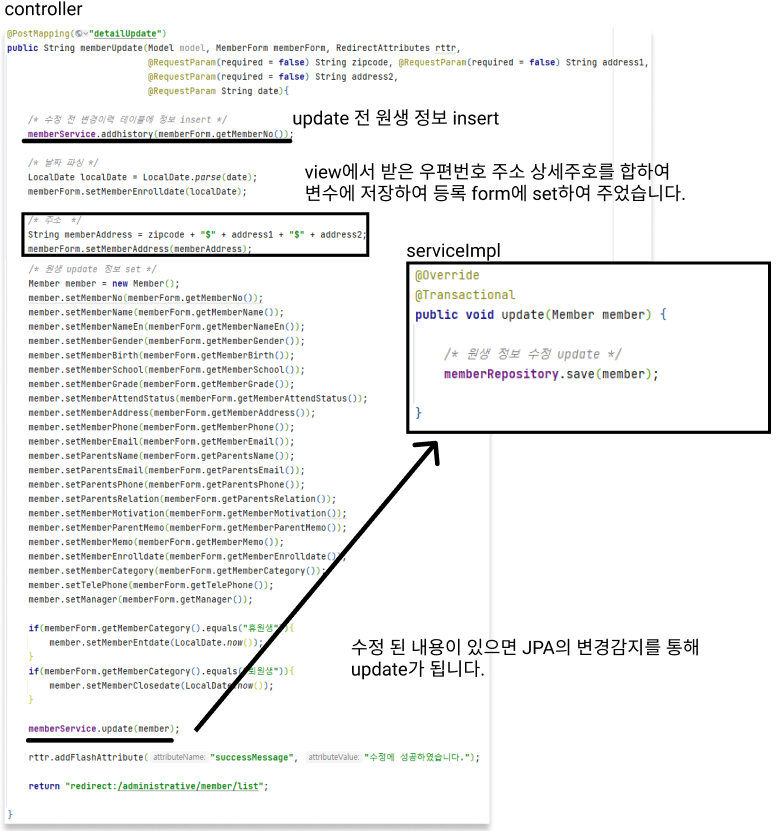 controller
@PostMapping("detailUpdate")
public String memberUpdate(Model model, MemberForm memberForm, RedirectAttributes rttr,
@RequestParam(required = false) String zipcode, @RequestParam(required = false) String address1,
@RequestParam(required = false) String address2,
@RequestParam String date){
/* 수정 전 변경이력 테이블에 정보 insert */
memberService.addhistory(memberForm.getMemberNo());
update 전 원생 정보 insert
/* 날짜 파싱 */
LocalDate localDate = LocalDate.parse(date);
memberForm.setMemberEnrolldate(localDate);
view에서 받은 우편번호 주소 상세주호를 합하여
변수에 저장하여 등록 form에 set하여 주었습니다.
/* 주소 */
String memberAddress = zipcode + "$" + address1 + "$" + address2;
memberForm.setMemberAddress(memberAddress);
/* 원생 update 정보 set */
Member member = new Member();
member.setMemberNo(memberForm.getMemberNo());
member.setMemberName(memberForm.getMemberName());
member.setMemberNameEn(memberForm.getMemberNameEn());
member.setMemberGender(memberForm.getMemberGender());
member.setMemberBirth(memberForm.getMemberBirth());
member.setMemberSchool(memberForm.getMemberSchool());
member.setMemberGrade(memberForm.getMemberGrade());
member.setMemberAttendStatus(memberForm.getMemberAttendStatus());
member.setMemberAddress(memberForm.getMemberAddress());
member.setMemberPhone(memberForm.getMemberPhone());
member.setMemberEmail(memberForm.getMemberEmail());
member.setParentsName(memberForm.getParentsName());
member.setParentsEmail(memberForm.getParentsEmail());
member.setParentsPhone(memberForm.getParentsPhone());
member.setParentsRelation(memberForm.getParentsRelation());
member.setMemberMotivation(memberForm.getMemberMotivation());
member.setMemberParentMemo(memberForm.getMemberParentMemo());
member.setMemberMemo(memberForm.getMemberMemo());
member.setMemberEnrolldate(memberForm.getMemberEnrolldate());
member.setMemberCategory(memberForm.getMemberCategory());
member.setTelePhone(memberForm.getTelePhone());
member.setManager(memberForm.getManager());
if(memberForm.getMemberCategory().equals("휴원생")){
member.setMemberEntdate(LocalDate.now());
}
if(memberForm.getMemberCategory().equals("퇴원생")){
member.setMemberClosedate(LocalDate.now());
}
memberService.update(member);
rttr.addFlashAttribute( attributeName: "successMessage", attributeValue: "수정에 성공하였습니다.");
return "redirect:/administrative/member/list";
}
serviceImpl
@Override
@Transactional
public void update(Member member) {
/* 원생 정보 수정 update */
memberRepository.save(member);
}
수정 된 내용이 있으면 JPA의 변경감지를 통해
update가 됩니다.